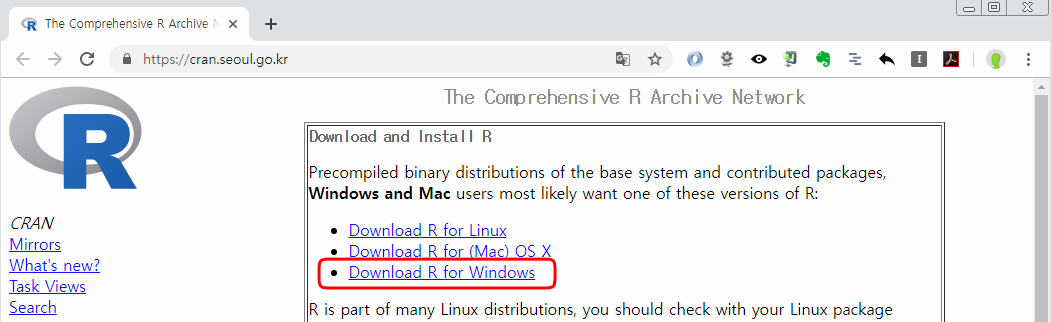 The Comprehensive R Archive N
https://cran.seoul.go.kr
The Comprehensive R Archive Network
R
CRAN
Mirrors
What's new?
Task Views
Search
Download and Install R
Precompiled binary distributions of the base system and contributed packages,
Windows and Mac users most likely want one of these versions of R:
Download R for Linux
Download R for (Mac) OS X
Download R for Windows
R is part of many Linux distributions, you should check with your Linux package